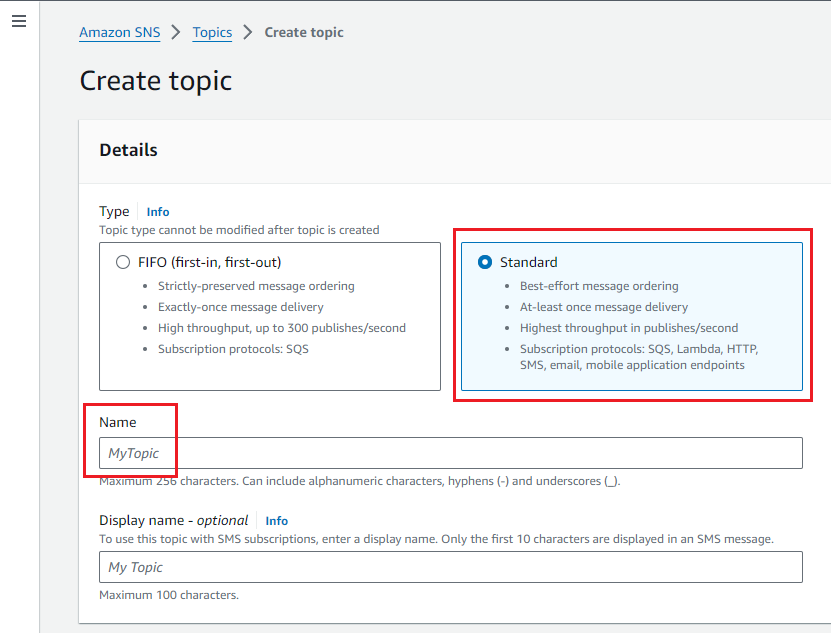 Amazon SNS > Topics > Create topic
Create topic
Details
Type Info
Topic type cannot be modified after topic is created
FIFO (first-in, first-out)
• Strictly-preserved message ordering
• Exactly-once message delivery
• High throughput, up to 300 publishes/second
• Subscription protocols: SQS
Standard
• Best-effort message ordering
• At-least once message delivery
• Highest throughput in publishes/second
• Subscription protocols: SQS, Lambda, HTTP,
SMS, email, mobile application endpoints
Name
MyTopic
Maximum 256 characters. Can include alphanumeric characters, hyphens (-) and underscores (_).
Display name - optional Info
To use this topic with SMS subscriptions, enter a display name. Only the first 10 characters are displayed in an SMS message.
My Topic
Maximum 100 characters.